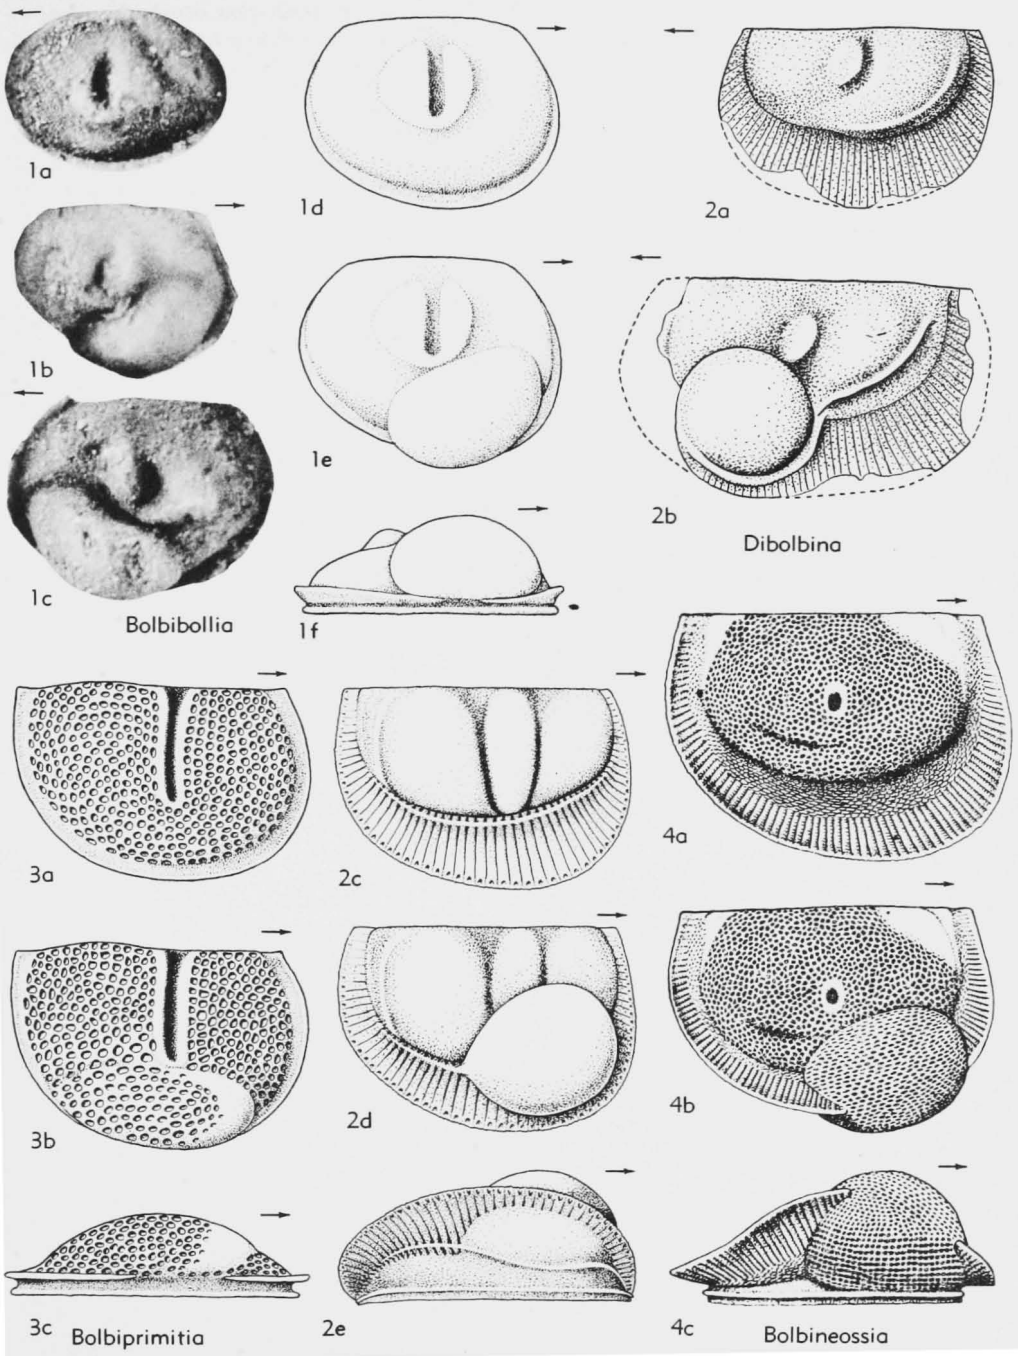 1a
1d
2a
1b
1e
2b
Dibolbina
1c
Bolbibollia
1f
3a
2c
4a
3b
2d
4b
3c
Bolbiprimitia
2e
4c
Bolbineossia